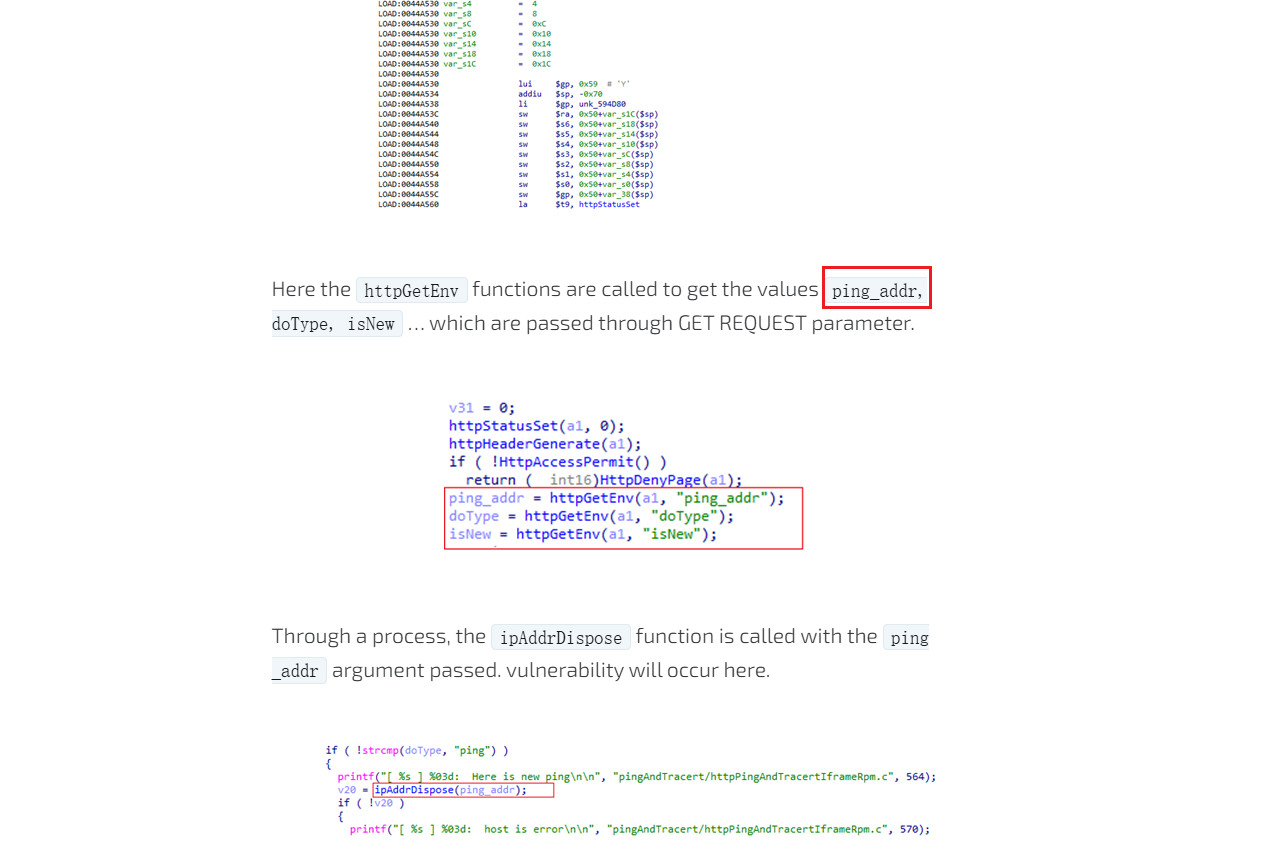 LOAD:0044A530 var_s4 = 4
LOAD:0044A530 var_s8 = 8
LOAD:0044A530 var_sC = 0xC
LOAD:0044A530 var_s10 = 0x10
LOAD:0044A530 var_s14 = 0x14
LOAD:0044A530 var_s18 = 0x18
LOAD:0044A530 var_s1C = 0x1C
LOAD:0044A530
LOAD:0044A530 lui $gp, 0x59 # 'Y'
LOAD:0044A534 addiu $sp, -0x70
LOAD:0044A538 li $gp, unk_594D80
LOAD:0044A53C sw $ra, 0x50+var_s1C($sp)
LOAD:0044A540 sw $s6, 0x50+var_s18($sp)
LOAD:0044A544 sw $s5, 0x50+var_s14($sp)
LOAD:0044A548 sw $s4, 0x50+var_s10($sp)
LOAD:0044A54C sw $s3, 0x50+var_sC($sp)
LOAD:0044A550 sw $s2, 0x50+var_s8($sp)
LOAD:0044A554 sw $s1, 0x50+var_s4($sp)
LOAD:0044A558 sw $s0, 0x50+var_s0($sp)
LOAD:0044A55C sw $gp, 0x50+var_38($sp)
LOAD:0044A560 la $t9, httpStatusSet
Here the httpGetEnv functions are called to get the values ping_addr,
doType, isNew ... which are passed through GET REQUEST parameter.
v31 = 0;
httpStatusSet(a1, 0);
httpHeaderGenerate(a1);
if ( !HttpAccessPermit() )
return (__int16)HttpDenyPage(a1);
ping_addr = httpGetEnv(a1, "ping_addr");
doType = httpGetEnv(a1, "doType");
isNew = httpGetEnv(a1, "isNew");
Through a process, the ipAddrDispose function is called with the ping
_addr argument passed. vulnerability will occur here.
if ( !strcmp(doType, "ping") )
{
printf("[ %s ] %03d:  Here is new ping\n\n", "pingAndTracert/httpPingAndTracertIframeRpm.c", 564);
v20 = ipAddrDispose(ping_addr);
if ( !v20 )
{
printf("[ %s ] %03d:  host is error\n\n", "pingAndTracert/httpPingAndTracertIframeRpm.c", 570);